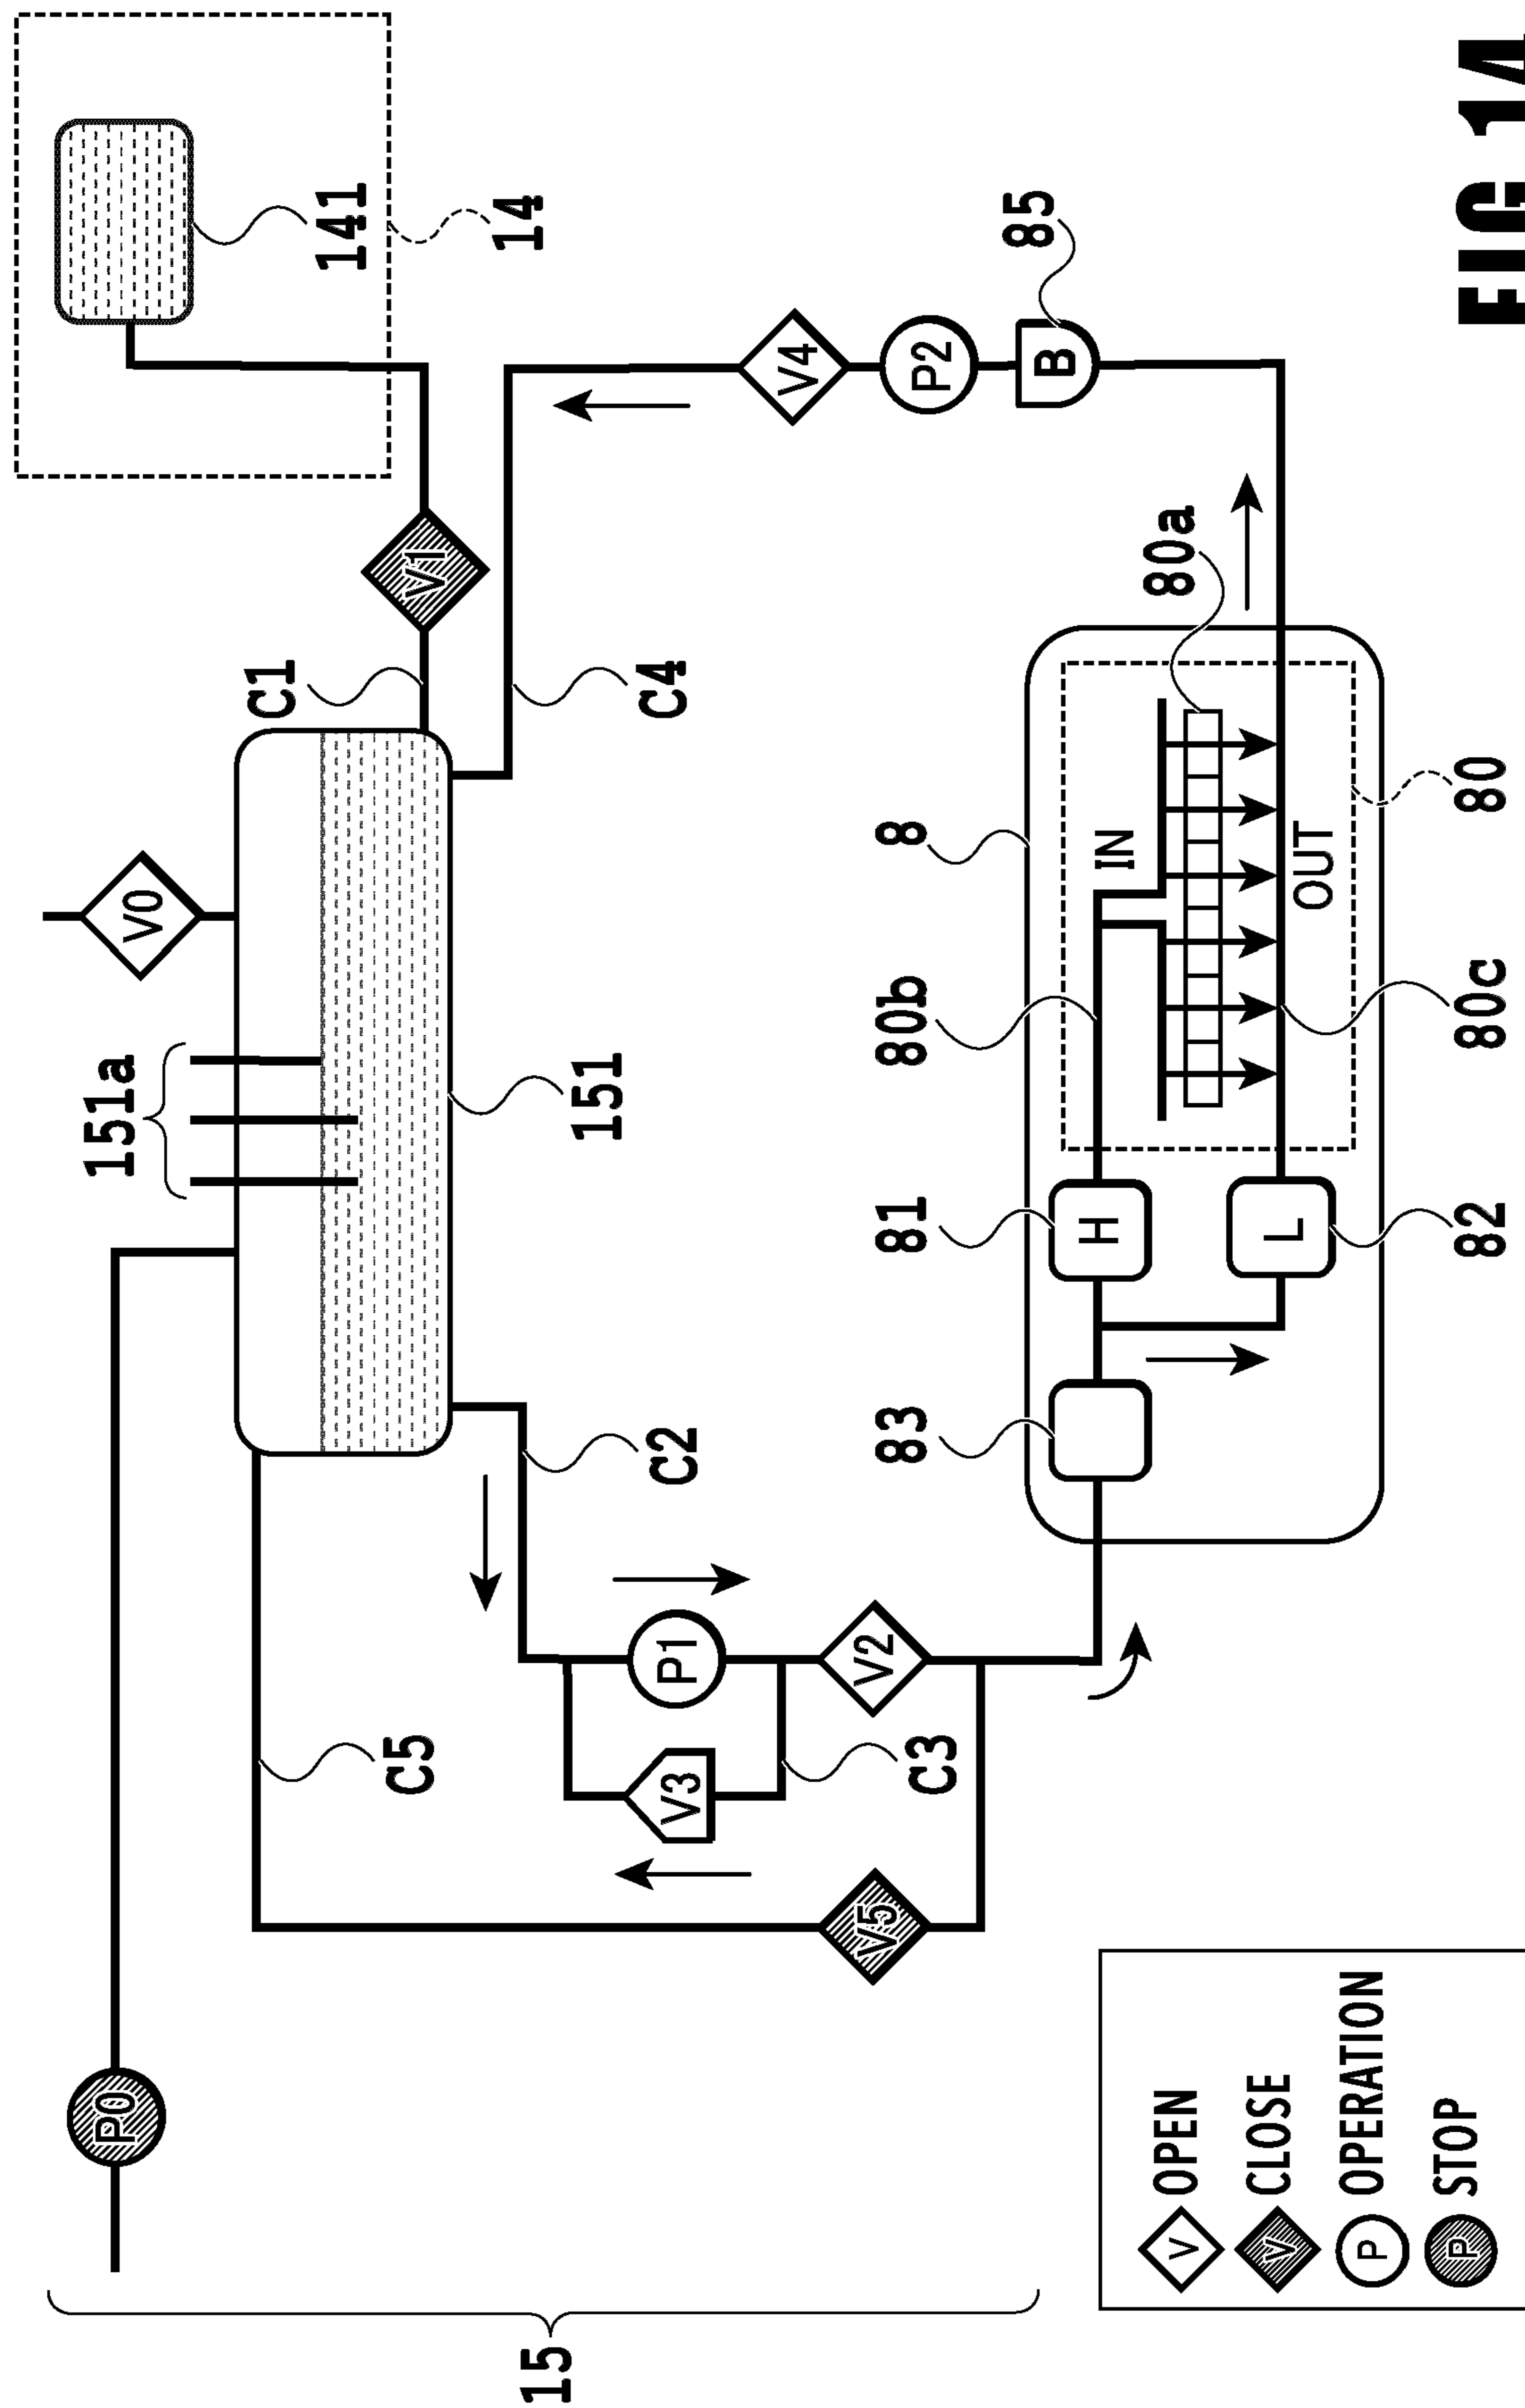 P0
151a
V0
141
C1
14
C5
V1
15
151
C2
C4
V3
P1
V4
V5
V2
C3
P2
83
81
80b
8
85
B
H
IN
80a
V OPEN
V CLOSE
L
OUT
P OPERATION
P STOP
82
80c
80
FIG 14